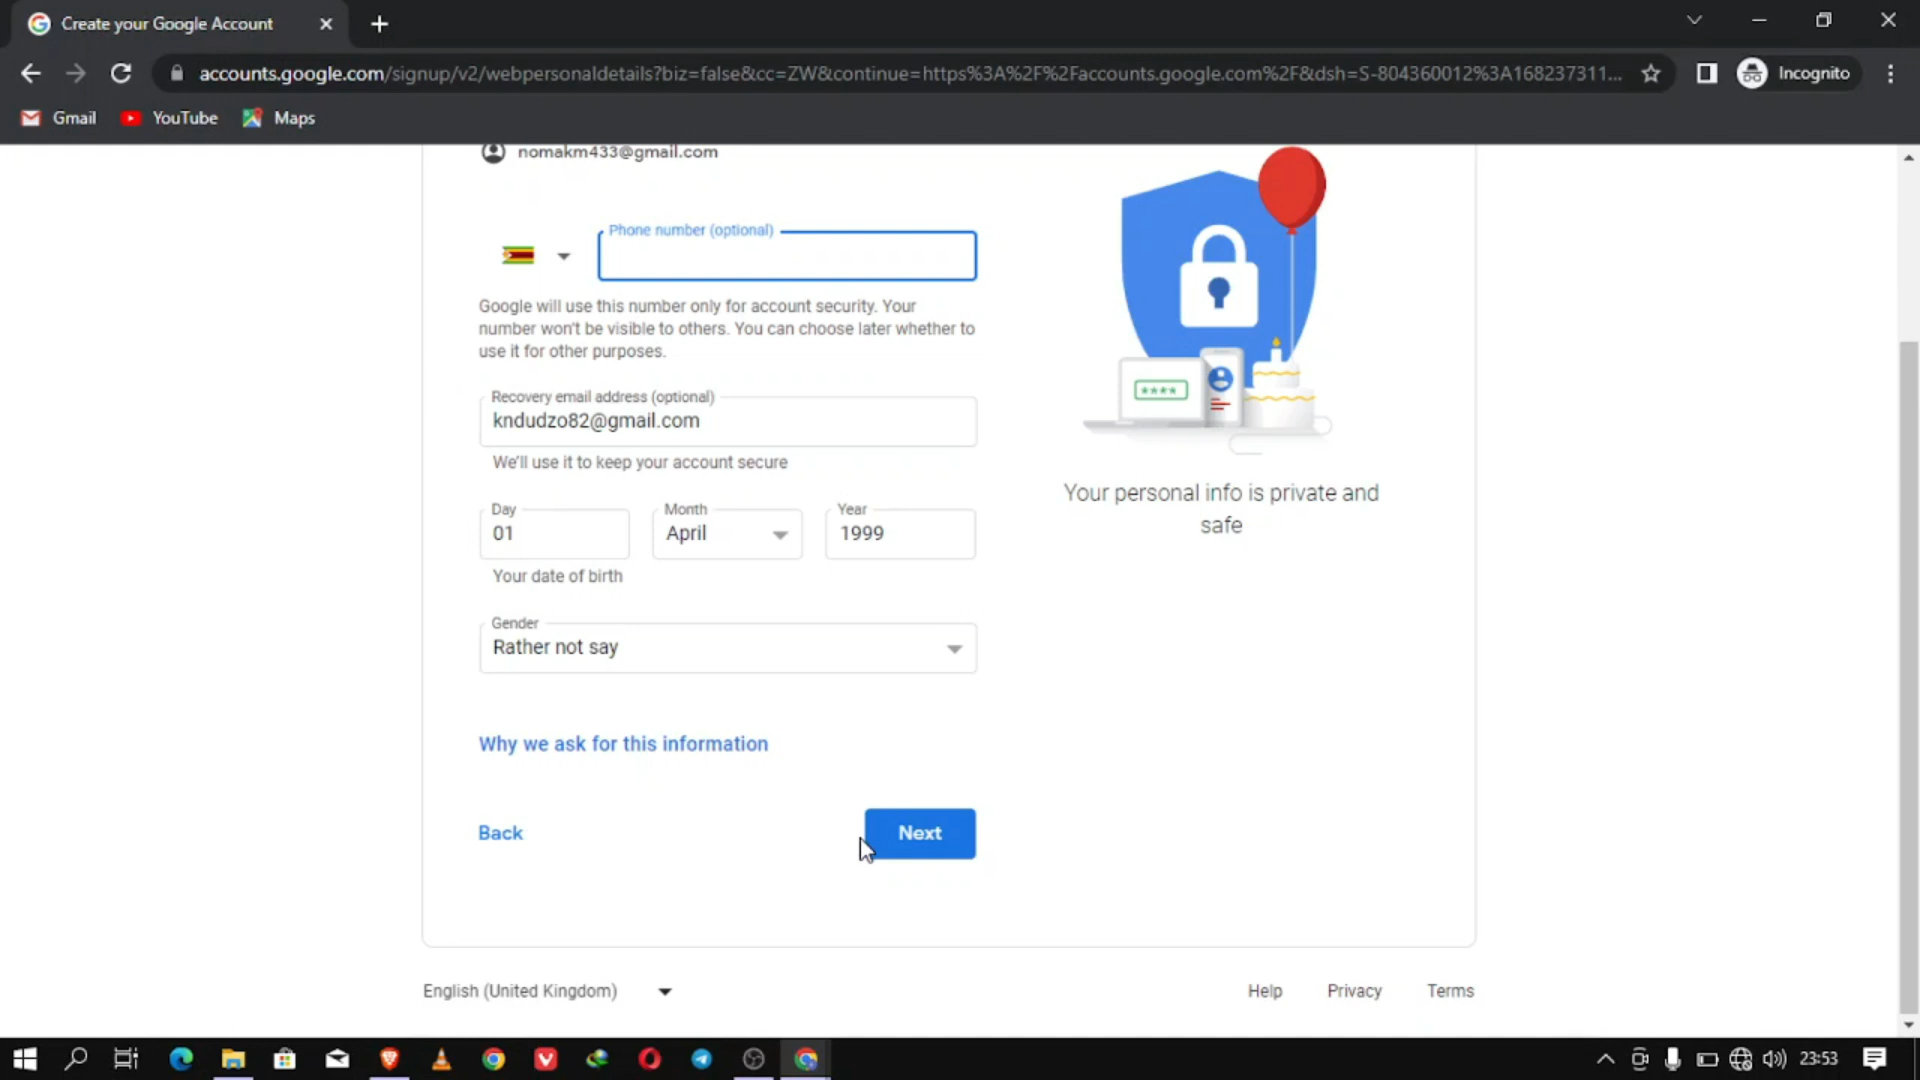 Create your Google Account
accounts.google.com/signup/v2/webpersonaldetails?biz=false&cc=ZW&continue=https%3A%2F%2Faccounts.google.com%2F&dsh=S-804360012%3A168237311...
Incognito
Gmail
YouTube
Maps
nomakm433@gmail.com
Phone number (optional)
Google will use this number only for account security. Your
number won't be visible to others. You can choose later whether to
use it for other purposes.
Recovery email address (optional)
kndudzo82@gmail.com
We'll use it to keep your account secure
Day
Month
Year
01
April
1999
Your date of birth
Gender
Rather not say
Why we ask for this information
Back
Next
****
Your personal info is private and
safe
English (United Kingdom)
Help
Privacy
Terms
23:53